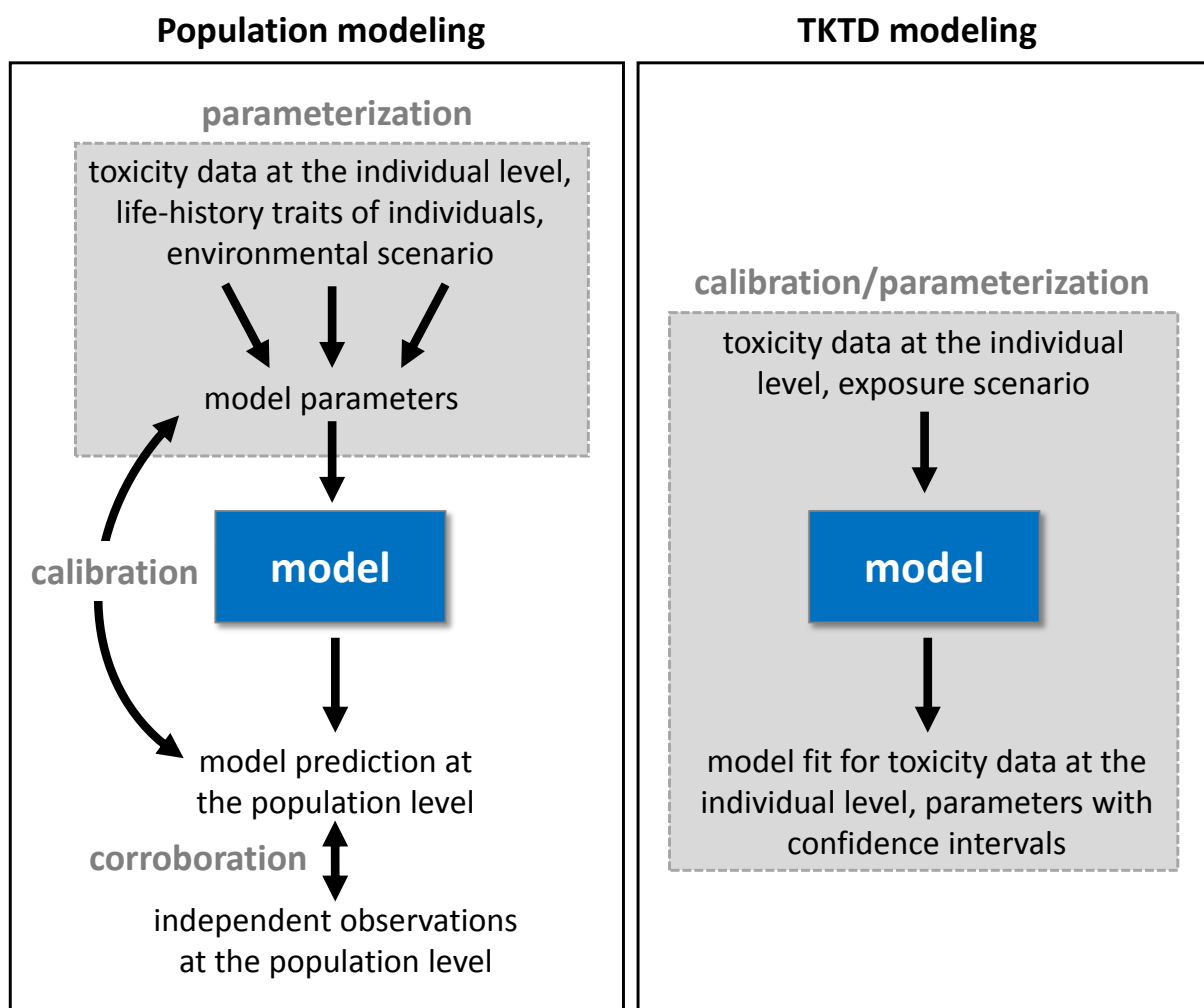 Population modeling
parameterization
toxicity data at the individual level,
life-history traits of individuals,
environmental scenario
model parameters
calibration
model
model prediction at
the population level
corroboration
independent observations
at the population level
TKTD modeling
calibration/parameterization
toxicity data at the individual
level, exposure scenario
model
model fit for toxicity data at the
individual level, parameters with
confidence intervals